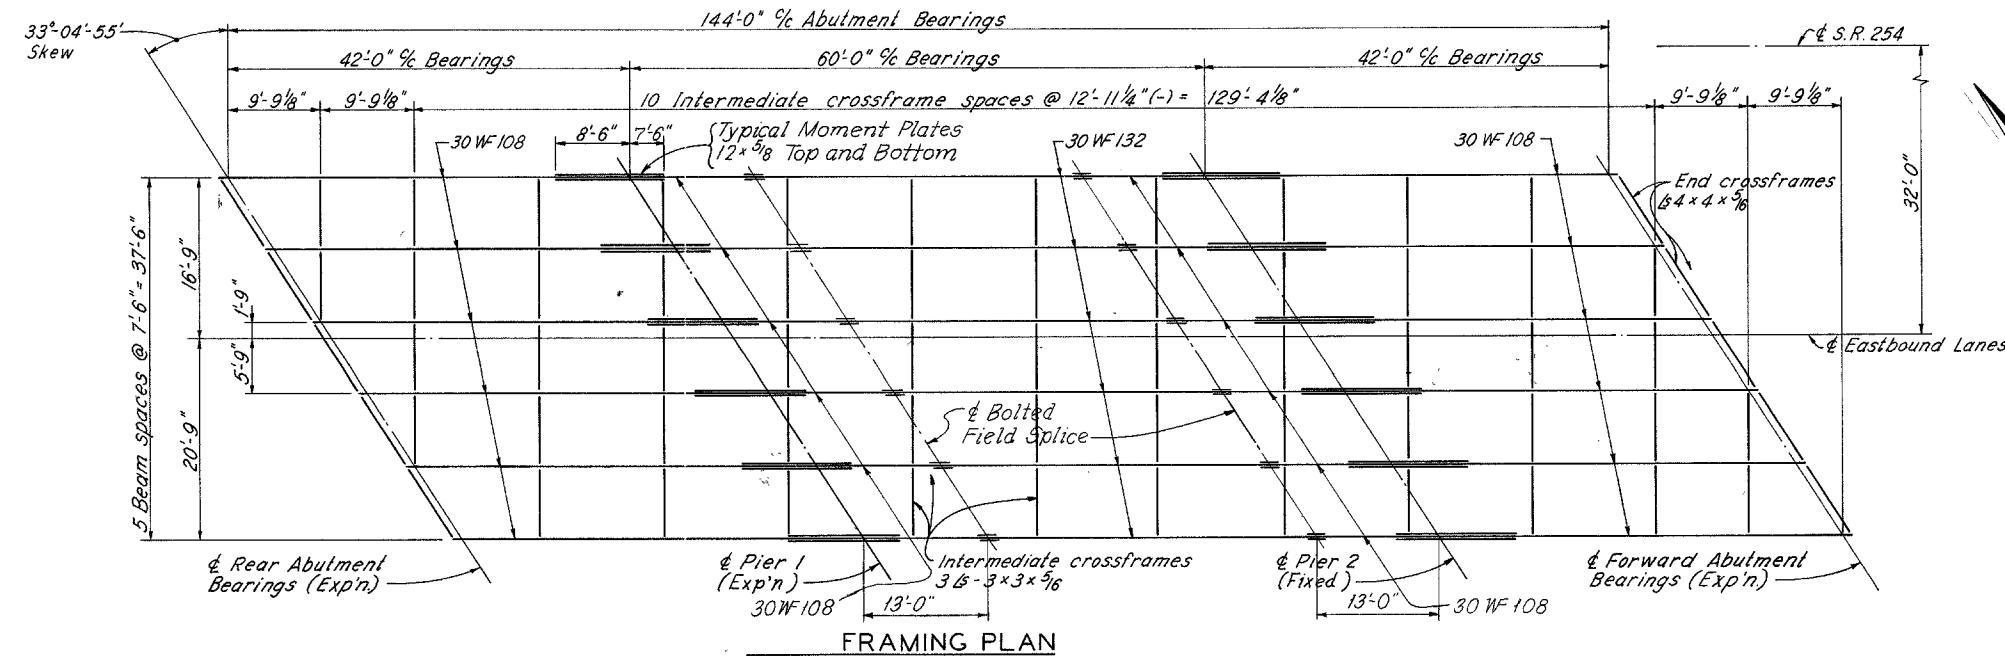 144'-0" c/c Abutment Bearings
33°-04'-55"
Skew
℄ S.R. 254
42'-0" c/c Bearings
60'-0" c/c Bearings
42'-0" c/c Bearings
9'-9 1/8"
9'-9 1/8"
10 Intermediate crossframe spaces @ 12'-11 1/4" (-) = 129'-4 1/8"
9'-9 1/8"
9'-9 1/8"
30 WF 108
8'-6"
7'-6"
Typical Moment Plates
12 x 5/8 Top and Bottom
30 WF 132
30 WF 108
End crossframes
Ls 4 x 4 x 5/16
32'-0"
5 Beam spaces @ 7'-6" = 37'-6"
16'-9"
1'-9"
5'-9"
20'-9"
℄ Eastbound Lanes
℄ Bolted
Field Splice
℄ Rear Abutment
Bearings (Exp'n.)
℄ Pier 1
(Exp'n)
30 WF 108
Intermediate crossframes
3 Ls - 3 x 3 x 5/16
13'-0"
℄ Pier 2
(Fixed)
13'-0"
30 WF 108
℄ Forward Abutment
Bearings (Exp'n)
FRAMING PLAN